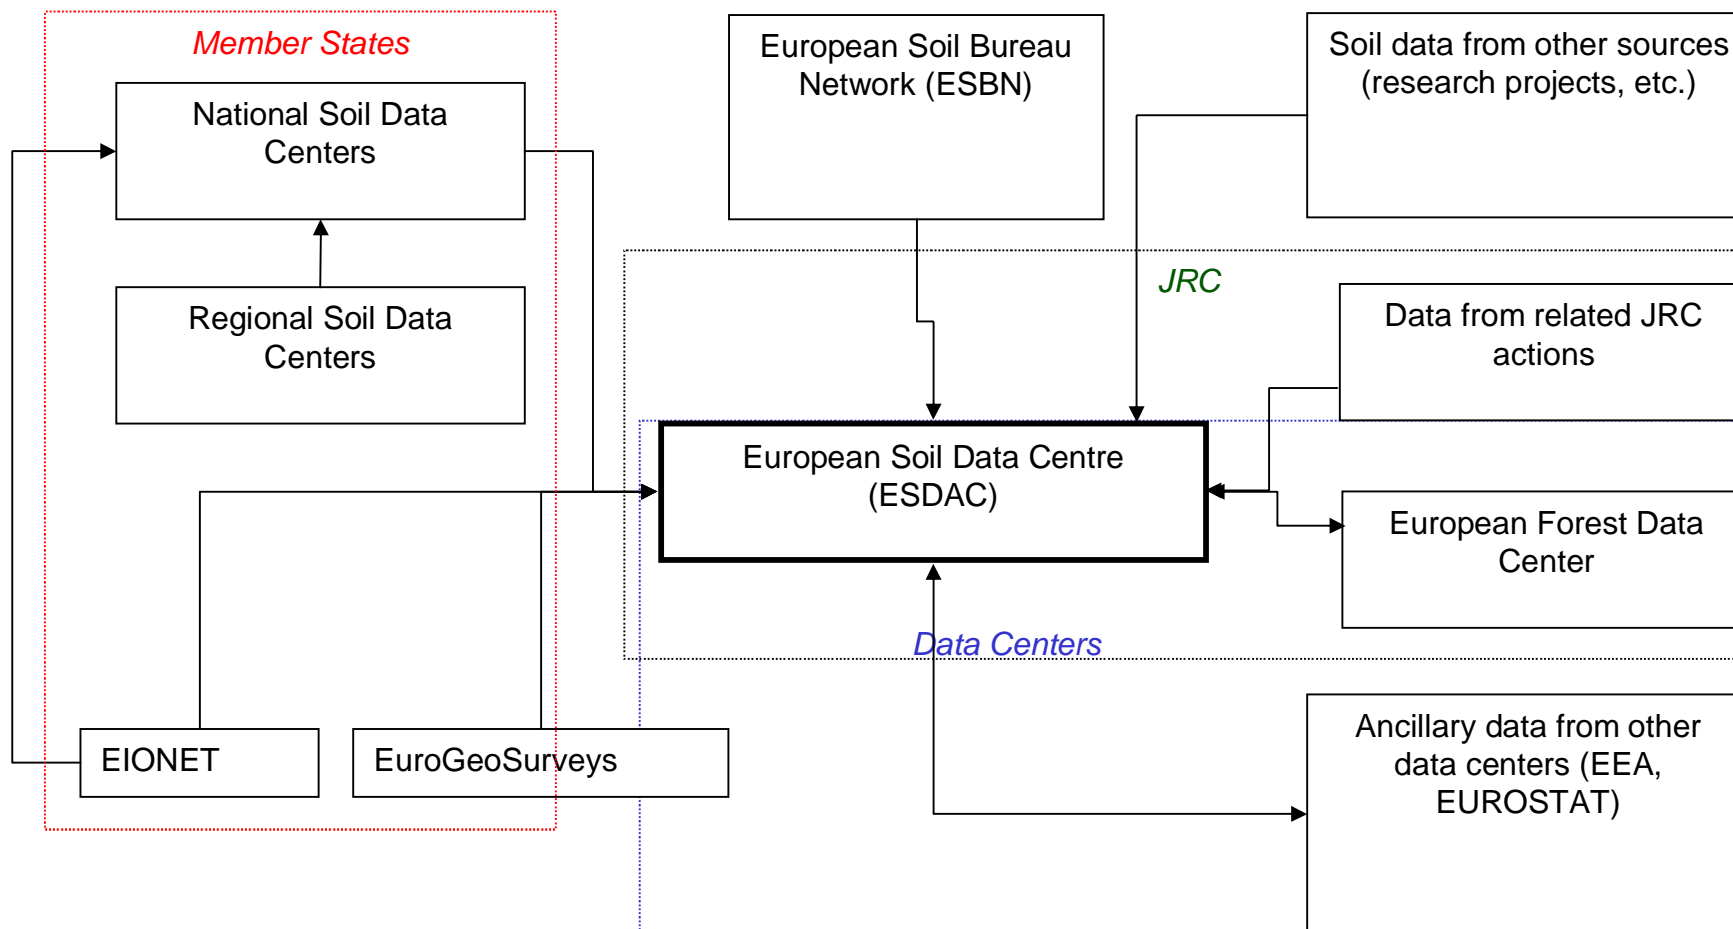 Member States
National Soil Data
Centers
Regional Soil Data
Centers
EIONET
EuroGeoSurveys
European Soil Bureau
Network (ESBN)
Soil data from other sources
(research projects, etc.)
JRC
Data from related JRC
actions
European Soil Data Centre
(ESDAC)
European Forest Data
Center
Data Centers
Ancillary data from other
data centers (EEA,
EUROSTAT)